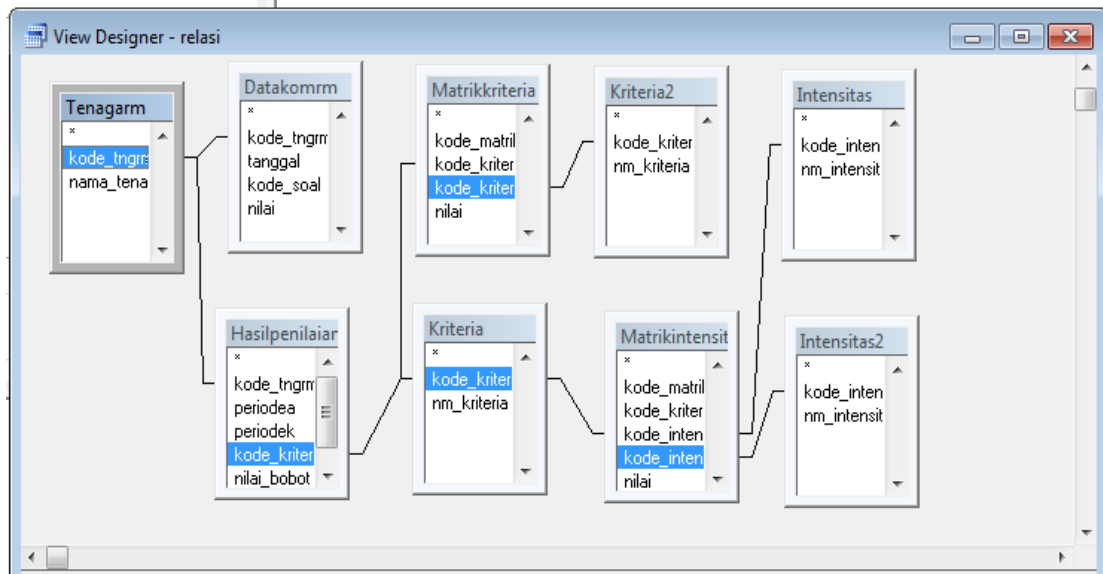 View Designer - relasi
Tenagarm
*
kode_tngrm
nama_tena
Datakomrm
*
kode_tngrm
tanggal
kode_soal
nilai
Matrikkriteria
*
kode_matril
kode_kriter
kode_kriter
nilai
Kriteria2
*
kode_kriter
nm_kriteria
Intensitas
*
kode_inten
nm_intensit
Hasilpenilaian
*
kode_tngrm
periodea
periodek
kode_kriter
nilai_bobot
Kriteria
*
kode_kriter
nm_kriteria
Matrikintensit
*
kode_matril
kode_kriter
kode_inten
kode_inten
nilai
Intensitas2
*
kode_inten
nm_intensit